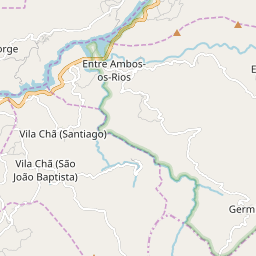 orge
Entre Ambos-
os-Rios
E
Vila Chã (Santiago)
Vila Chã (São
João Baptista)
Germ